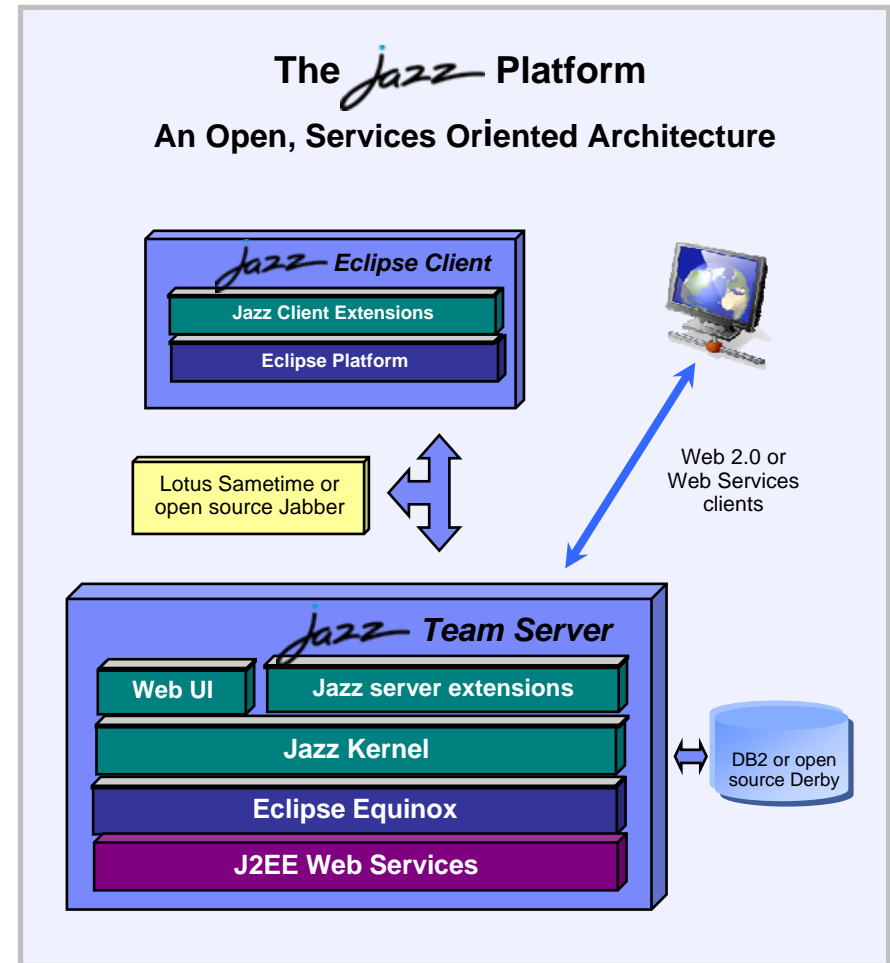 The jazz Platform
An Open, Services Oriented Architecture
jazz Eclipse Client
Jazz Client Extensions
Eclipse Platform
Lotus Sametime or
open source Jabber
Web 2.0 or
Web Services
clients
jazz Team Server
Web UI
Jazz server extensions
Jazz Kernel
Eclipse Equinox
J2EE Web Services
DB2 or open
source Derby